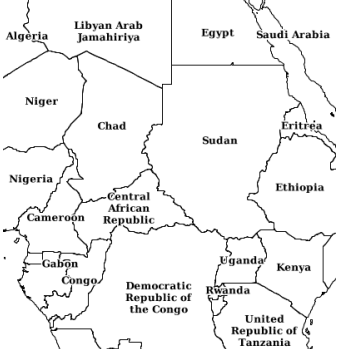 Libyan Arab
Jamahiriya
Algeria
Egypt
Saudi Arabia
Niger
Chad
Sudan
Eritrea
Nigeria
Ethiopia
Central
African
Republic
Cameroon
Gabon
Congo
Uganda
Kenya
Democratic
Republic of
the Congo
Rwanda
United
Republic of
Tanzania